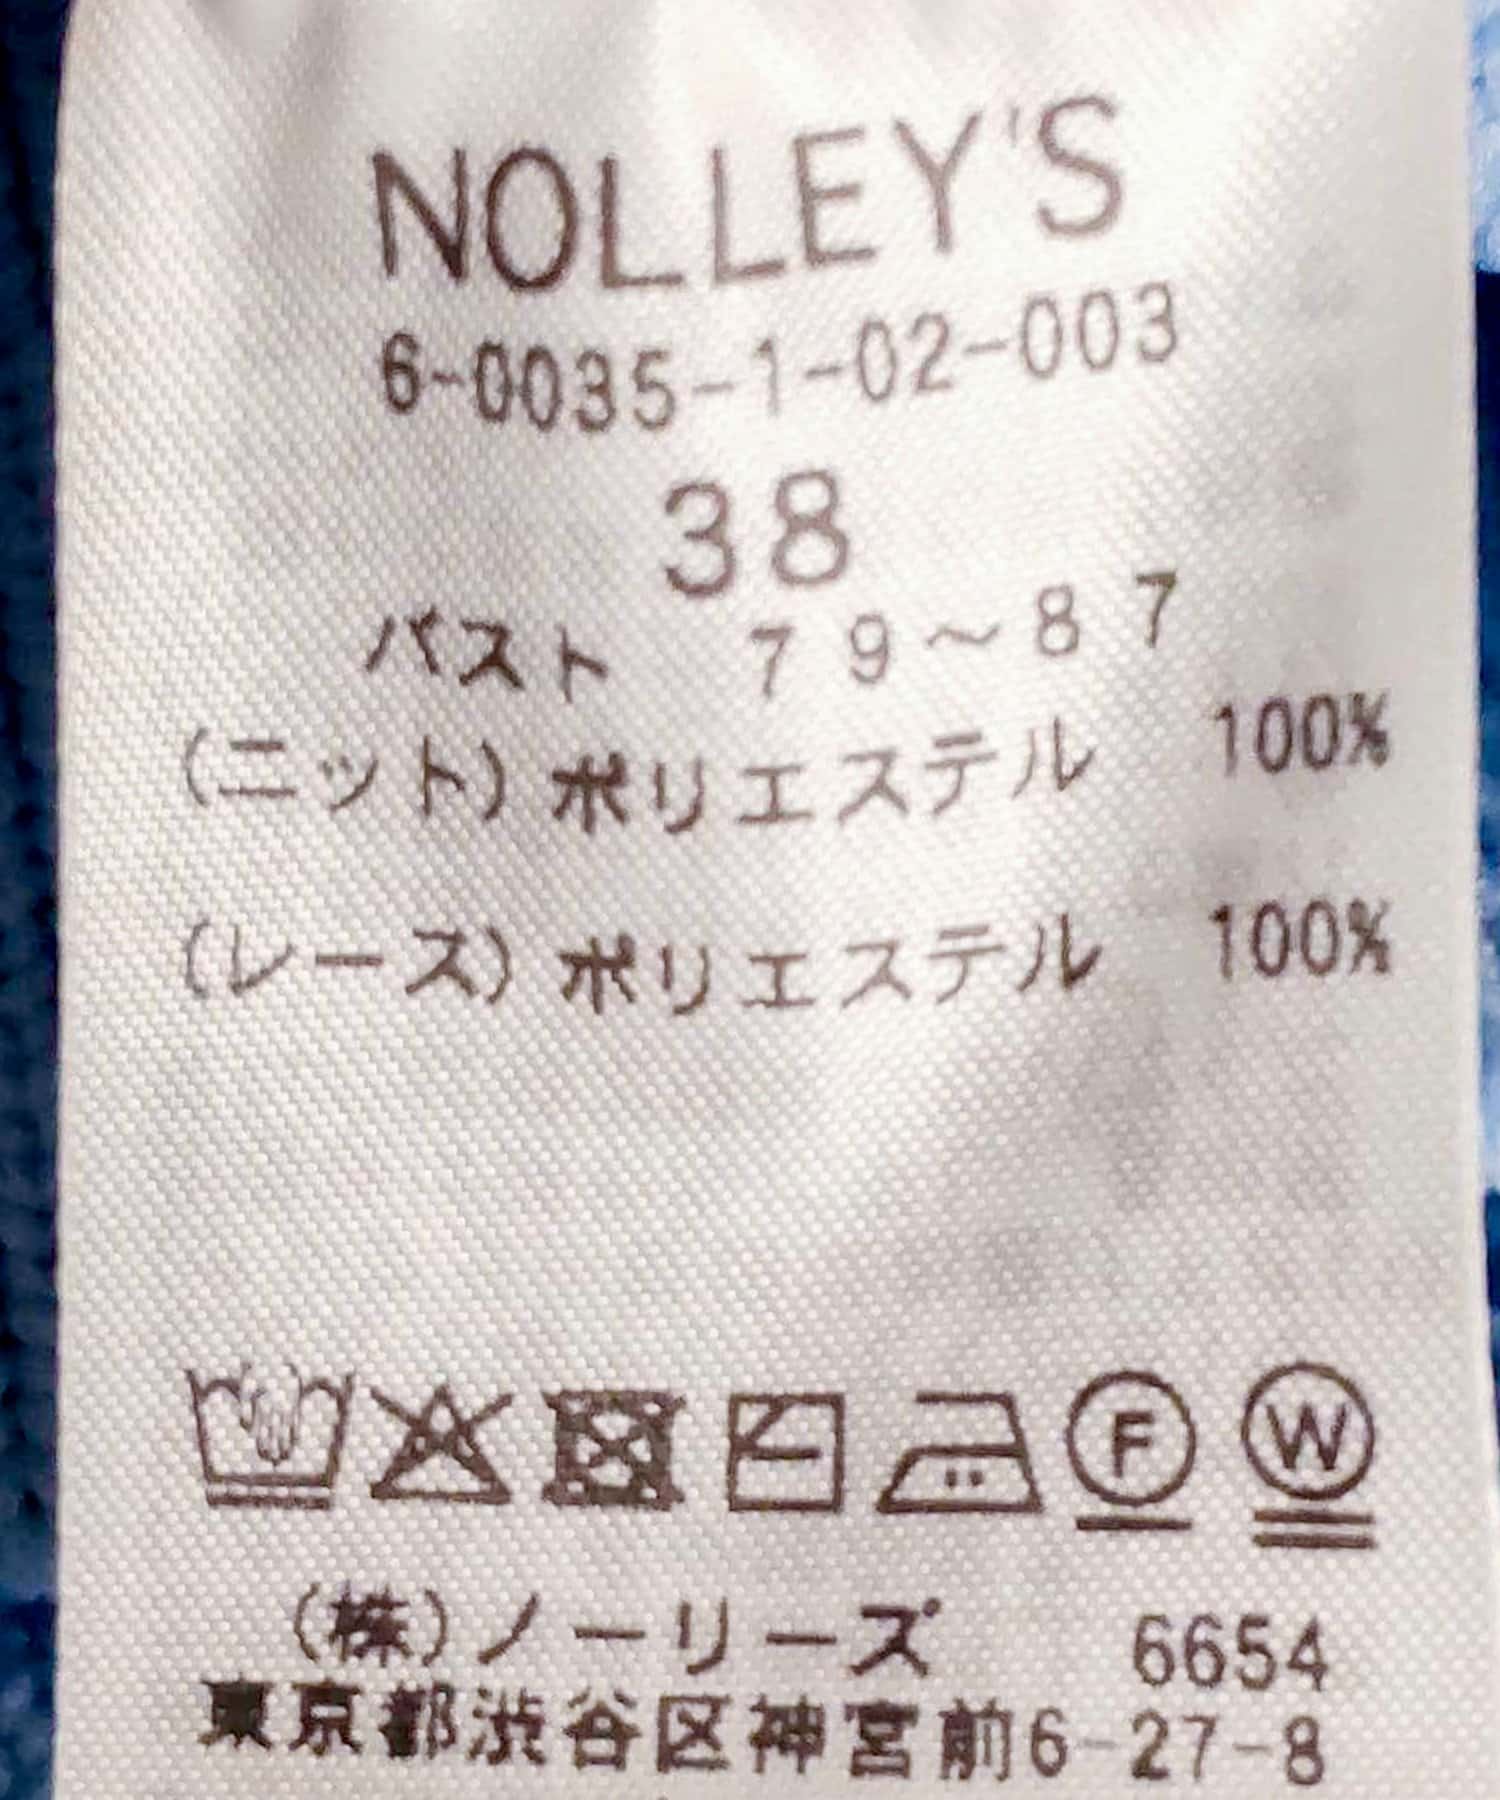 NOLLEY'S
6-0035-1-02-003
38
バスト　79～87
(ニット)ポリエステル　100%
(レース)ポリエステル　100%
F W
(株)ノーリーズ　6654
東京都渋谷区神宮前6-27-8